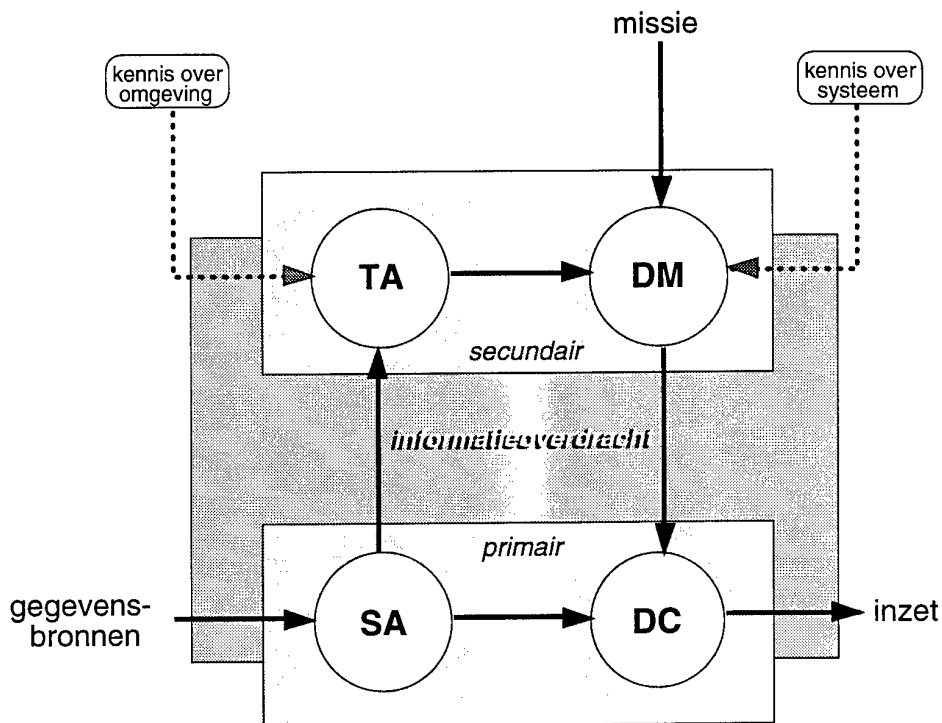 missie
kennis over
omgeving
kennis over
systeem
TA
DM
secundair
informatieoverdracht
primair
gegevens-
bronnen
SA
DC
inzet